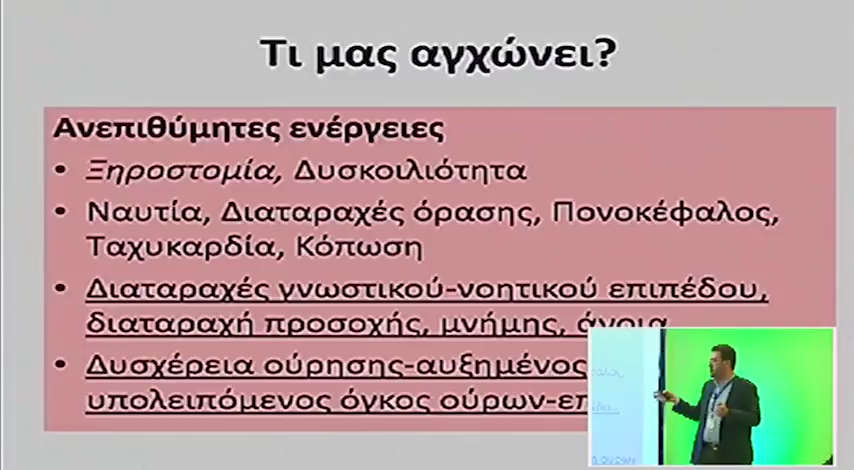 Τι μας αγχώνει?
Ανεπιθύμητες ενέργειες
• Ξηροστομία, Δυσκοιλιότητα
• Ναυτία, Διαταραχές όρασης, Πονοκέφαλος,
Ταχυκαρδία, Κόπωση
• Διαταραχές γνωστικού-νοητικού επιπέδου,
διαταραχή προσοχής, μνήμης, άνοια
• Δυσχέρεια ούρησης-αυξημένος
υπολειπόμενος όγκος ούρων-επ